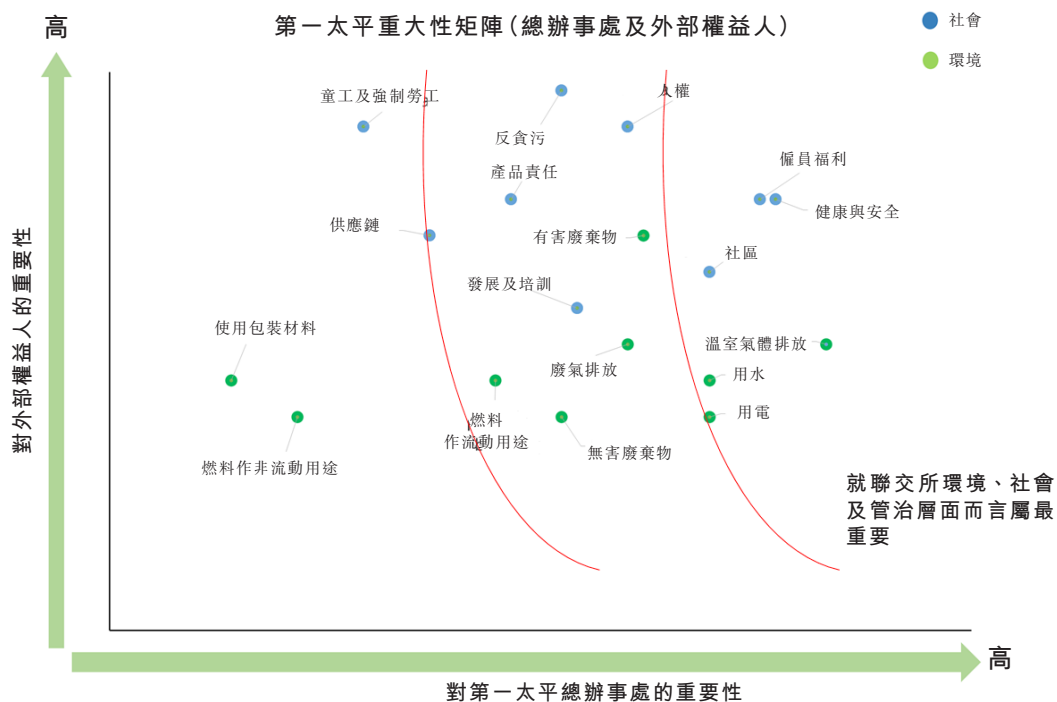 高
第一太平重大性矩陣(總辦事處及外部權益人)
社會
環境
童工及強制勞工
人權
反貪污
產品責任
僱員福利
健康與安全
供應鏈
有害廢棄物
社區
發展及培訓
使用包裝材料
廢氣排放
溫室氣體排放
用水
用電
燃料
作流動用途
無害廢棄物
燃料作非流動用途
對外部權益人的重要性
就聯交所環境、社會
及管治層面而言屬最
重要
高
對第一太平總辦事處的重要性